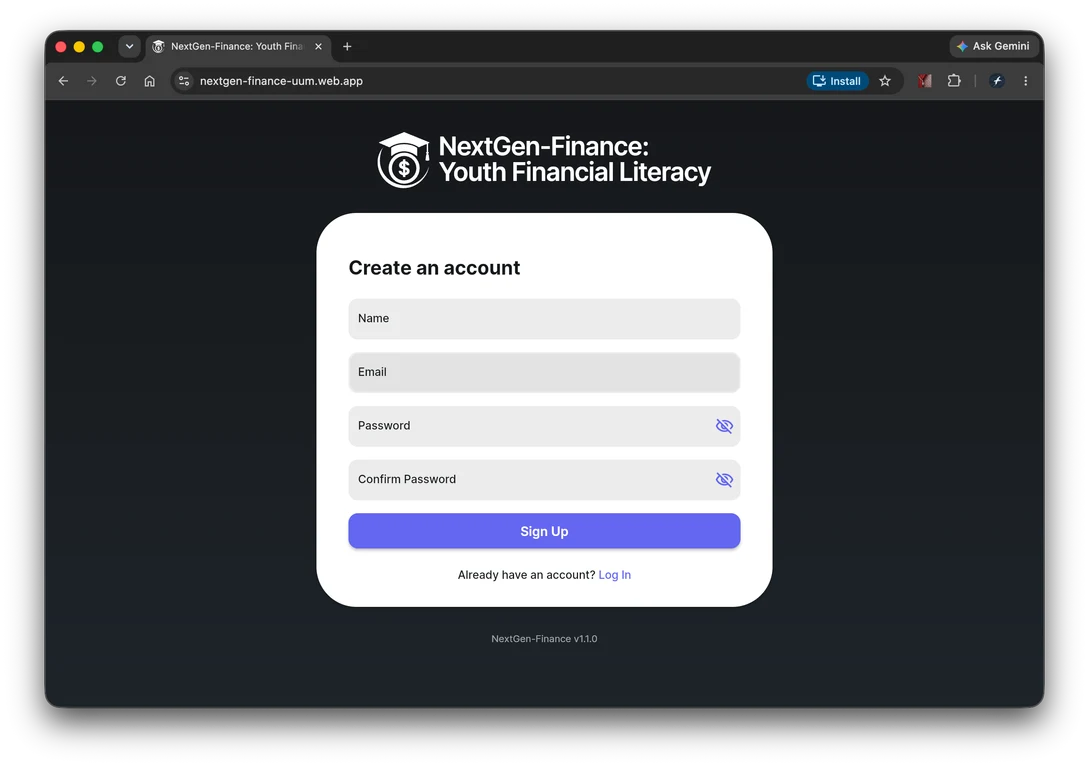 NextGen-Finance: Youth Fina
Ask Gemini
nextgen-finance-uum.web.app
Install
$
NextGen-Finance:
Youth Financial Literacy
Create an account
Name
Email
Password
Confirm Password
Sign Up
Already have an account? Log In
NextGen-Finance v1.1.0